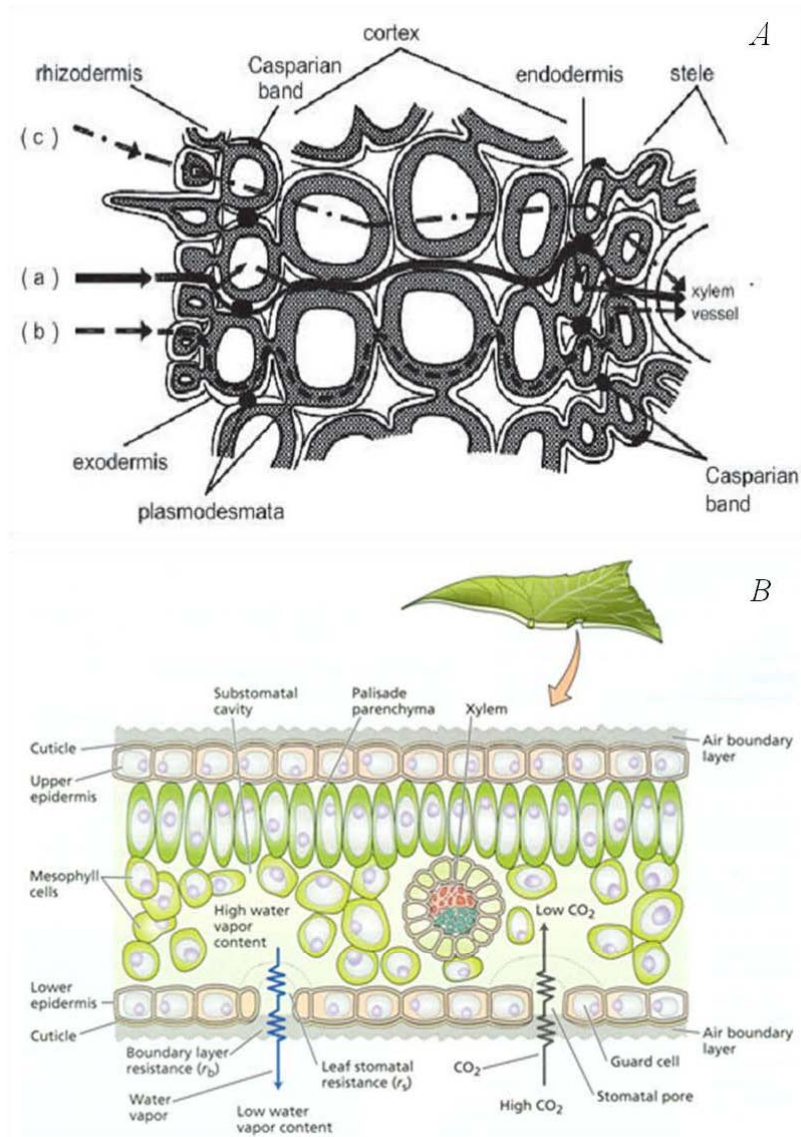 A
cortex
rhizodermis
Casparian
band
endodermis
stele
( c )
( a )
( b )
xylem
vessel
exodermis
plasmodesmata
Casparian
band
B
Substomatal
cavity
Palisade
parenchyma
Xylem
Cuticle
Air boundary
layer
Upper
epidermis
Mesophyll
cells
High water
vapor
content
Low CO₂
Lower
epidermis
Cuticle
Air boundary
layer
Boundary layer
resistance (rb)
Leaf stomatal
resistance (rs)
CO₂
Guard cell
Stomatal pore
Water
vapor
Low water
vapor content
High CO₂